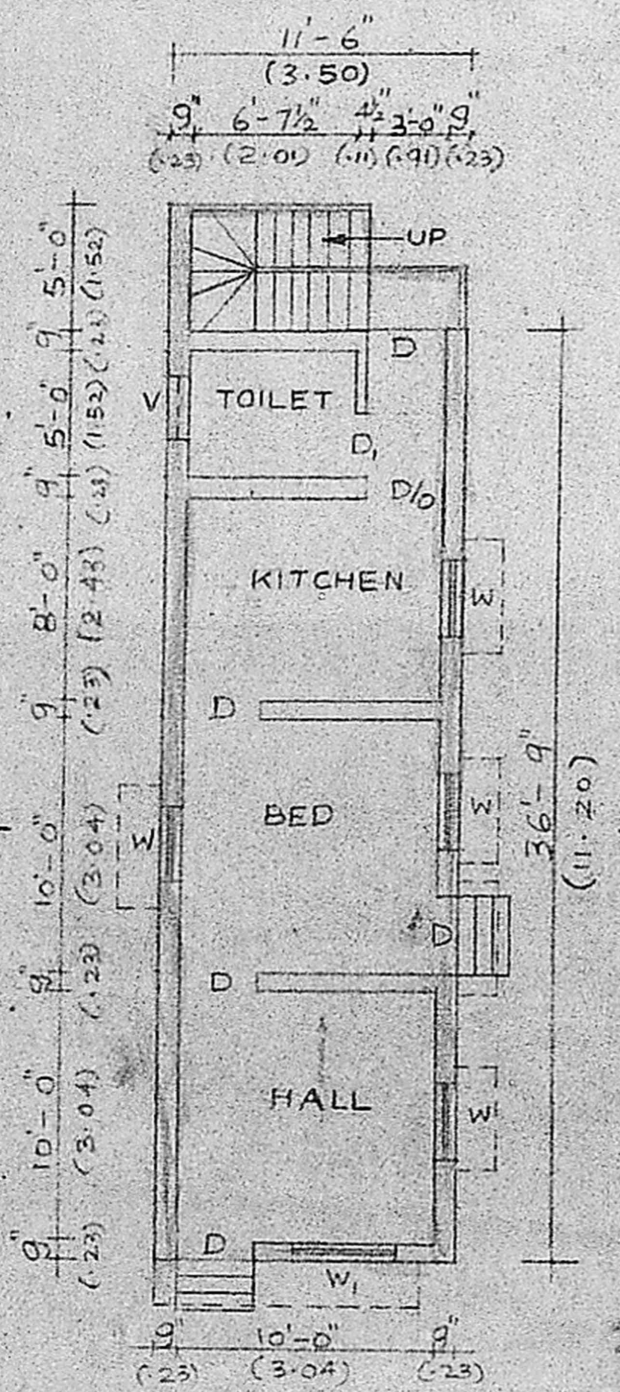 11'-6"
(3.50)
9" 6'-7½" 4½" 3'-0" 9"
(.23) (2.01) (.11) (.91) (.23)
UP
5'-0" (1.52)
9" (.23)
D
V
TOILET
5'-0" (1.52)
D1
9" (.23)
D/O
KITCHEN
8'-0" (2.43)
W
9" (.23)
D
BED
W
W
10'-0" (3.04)
36'-9"
(11.20)
D
9" (.23)
D
HALL
W
10'-0" (3.04)
9" (.23)
D
W1
9" 10'-0" 9"
(.23) (3.04) (.23)